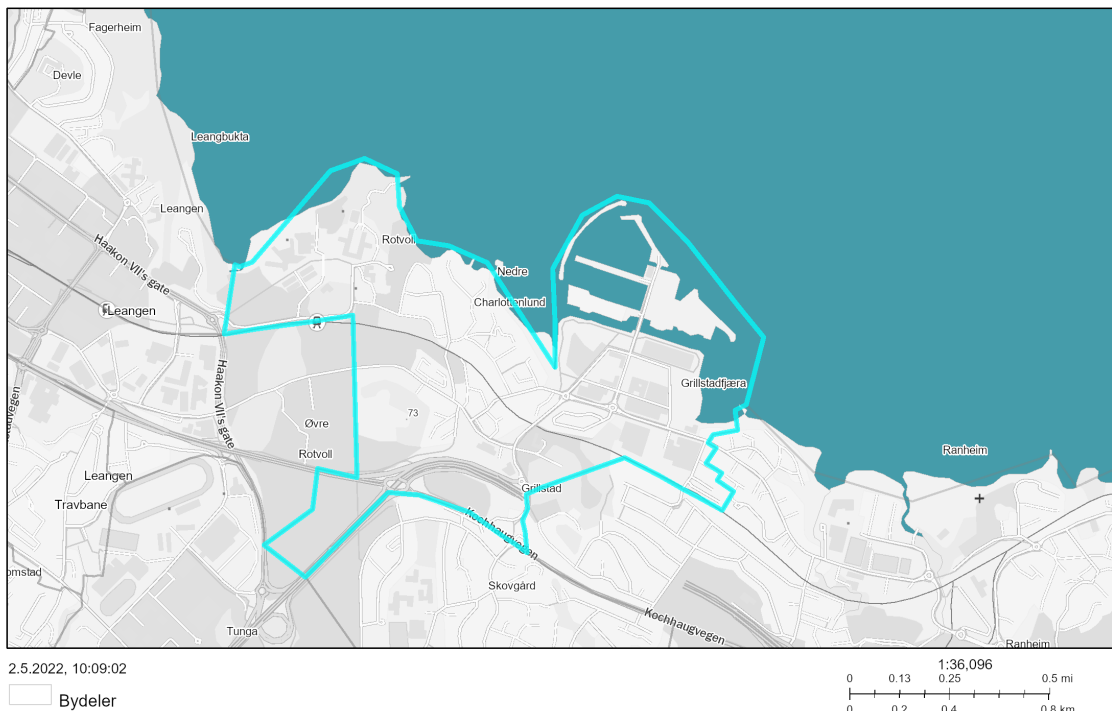 Fagerheim
Devle
Leangbukta
Leangen
Haakon VII's gate
Rotvoll
Nedre
Charlottenlund
Leangen
Haakon VII's gate
Grillstadfjæra
73
Øvre
Rotvoll
Ranheim
Leangen
Travbane
Grillstad
Kochhaugvegen
Skovgård
Kochhaugvegen
Tunga
Ranheim
2.5.2022, 10:09:02
Bydeler
1:36,096
0 0.13 0.25 0.5 mi
0 0.2 0.4 0.8 km